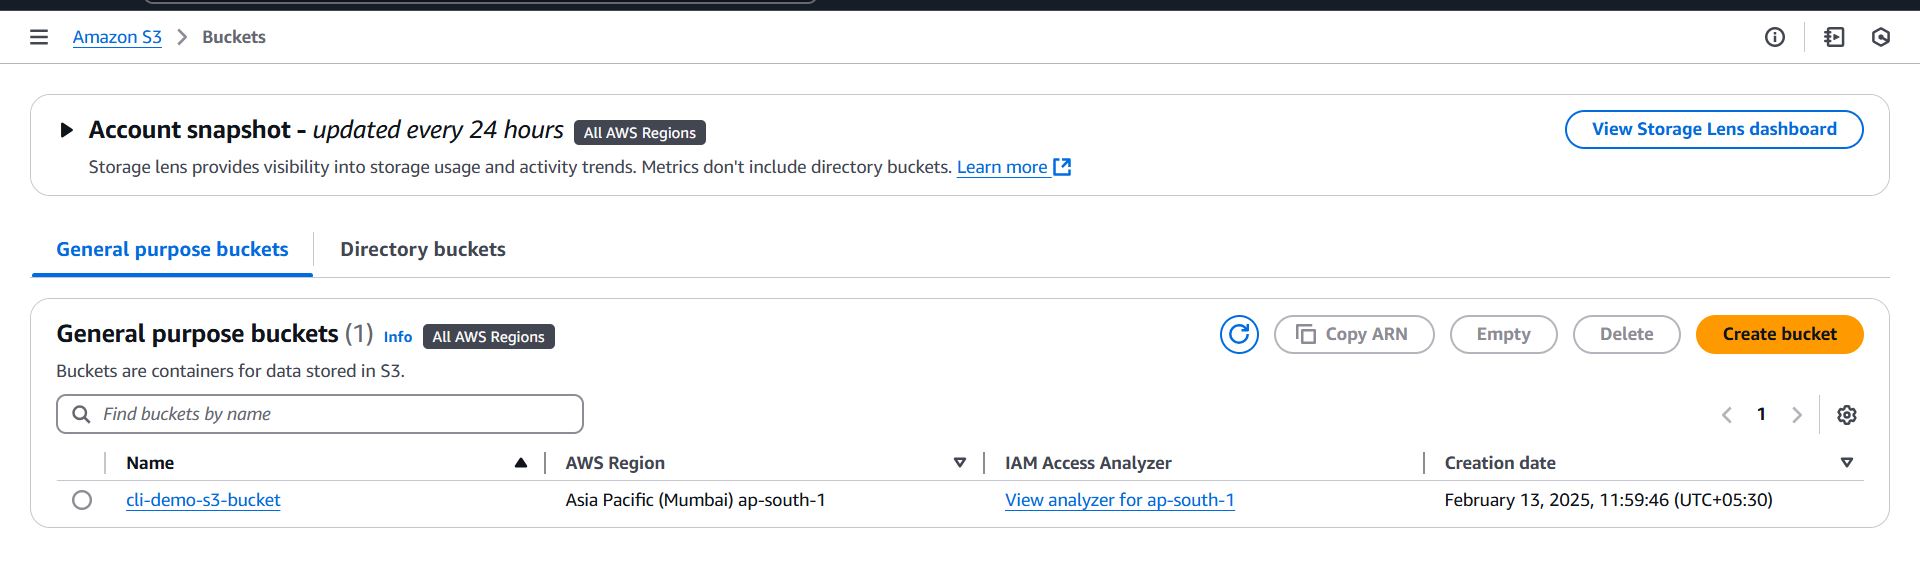 Amazon S3 > Buckets
Account snapshot - updated every 24 hours All AWS Regions
View Storage Lens dashboard
Storage lens provides visibility into storage usage and activity trends. Metrics don't include directory buckets. Learn more
General purpose buckets Directory buckets
General purpose buckets (1) Info All AWS Regions
Copy ARN Empty Delete Create bucket
Buckets are containers for data stored in S3.
Find buckets by name
1
Name AWS Region IAM Access Analyzer Creation date
cli-demo-s3-bucket Asia Pacific (Mumbai) ap-south-1 View analyzer for ap-south-1 February 13, 2025, 11:59:46 (UTC+05:30)